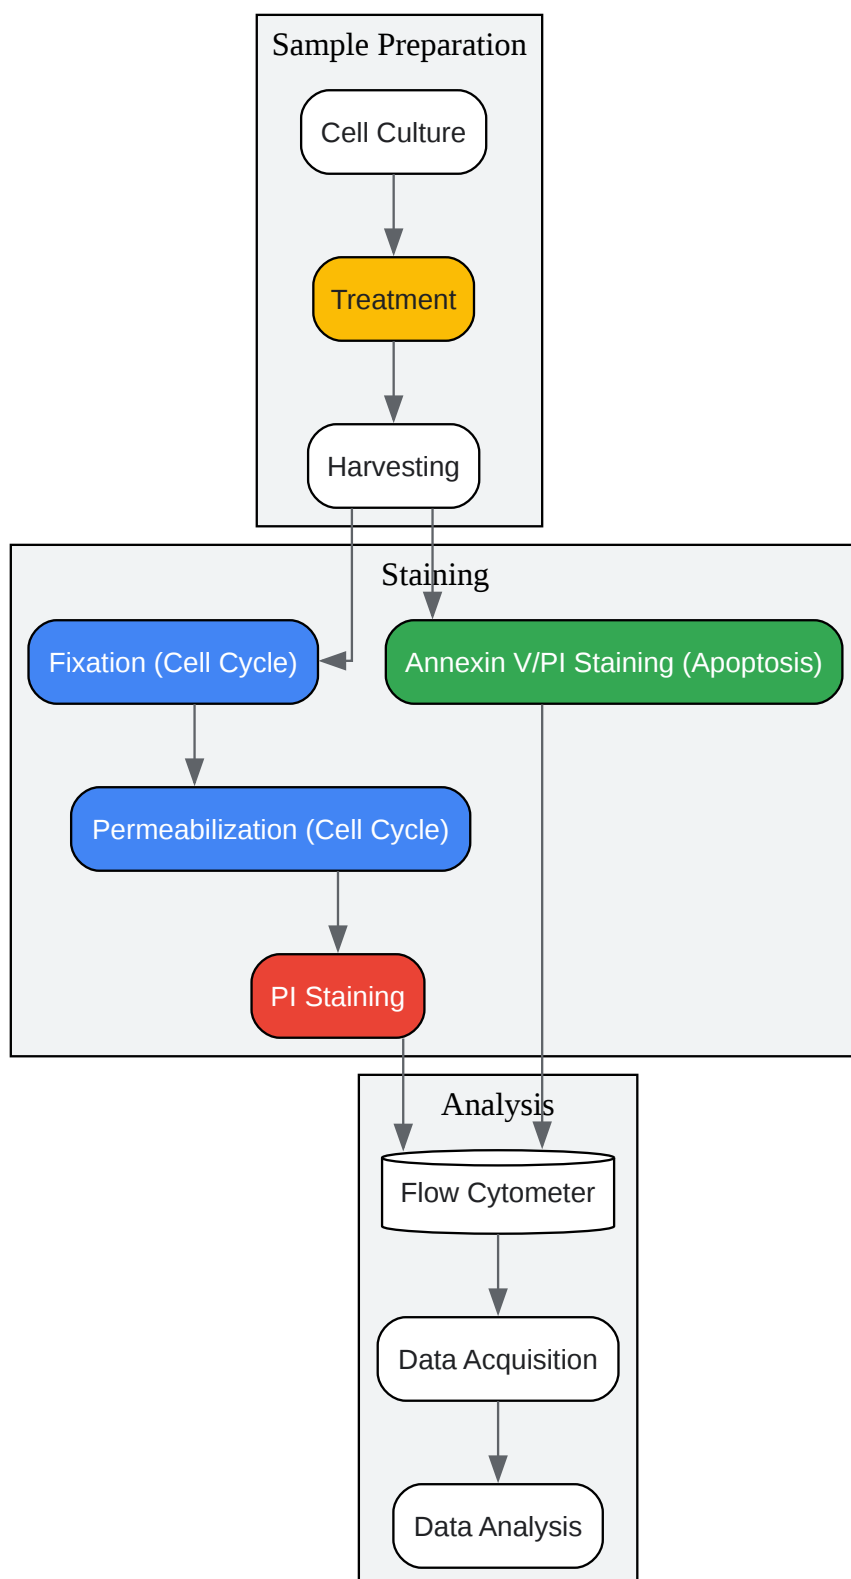 Sample Preparation
Cell Culture
Treatment
Harvesting
Staining
Fixation (Cell Cycle)
Annexin V/PI Staining (Apoptosis)
Permeabilization (Cell Cycle)
PI Staining
Analysis
Flow Cytometer
Data Acquisition
Data Analysis